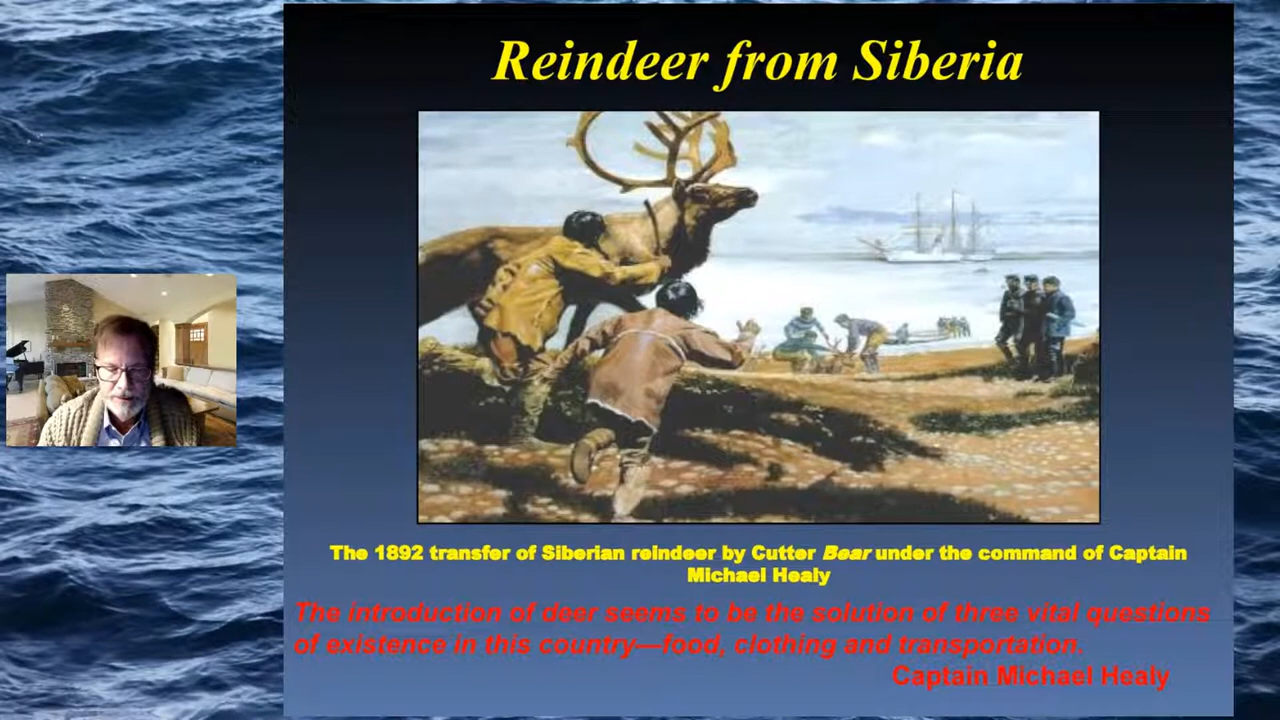 Reindeer from Siberia
The 1892 transfer of Siberian reindeer by Cutter Bear under the command of Captain
Michael Healy
The introduction of deer seems to be the solution of three vital questions
of existence in this country—food, clothing and transportation.
Captain Michael Healy